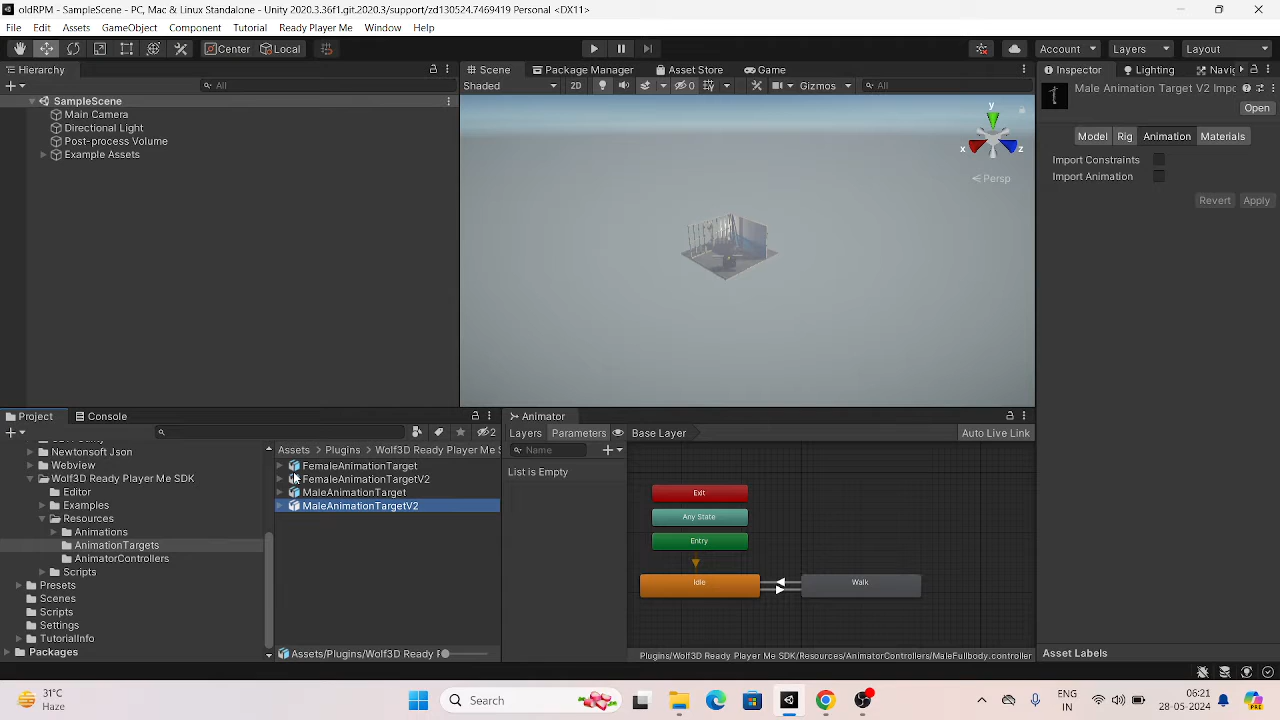 oldRPM - SampleScene - PC, Mac & Linux Standalone - Unity 2020.3.36f1.git.2009130/support/fasterAMD64.zip/d130524.7469419 Personal <DX11>
File Edit Assets GameObject Component Tutorial Ready Player Me Window Help
Center Local Account Layers Layout
Hierarchy
All
SampleScene
Main Camera
Directional Light
Post-process Volume
Example Assets
Scene Package Manager Asset Store Game
Shaded 2D 0 Gizmos All
y
x z
Persp
Inspector Lighting Navig
Male Animation Target V2 Impo
Open
Model Rig Animation Materials
Import Constraints
Import Animation
Revert Apply
Project Console
2
Newtonsoft Json
Webview
Wolf3D Ready Player Me SDK
Editor
Examples
Resources
Animations
AnimationTargets
AnimatorControllers
Scripts
Presets
Scenes
Scripts
Settings
TutorialInfo
Packages
Assets Plugins Wolf3D Ready Player Me S
FemaleAnimationTarget
FemaleAnimationTargetV2
MaleAnimationTarget
MaleAnimationTargetV2
Assets/Plugins/Wolf3D Ready F
Animator
Layers Parameters Base Layer Auto Live Link
Name
List is Empty
Exit
Any State
Entry
Idle Walk
Plugins/Wolf3D Ready Player Me SDK/Resources/AnimatorControllers/MaleFullbody.controller
Asset Labels
31°C
Haze
Search
ENG
IN
06:21
28-05-2024
PRE